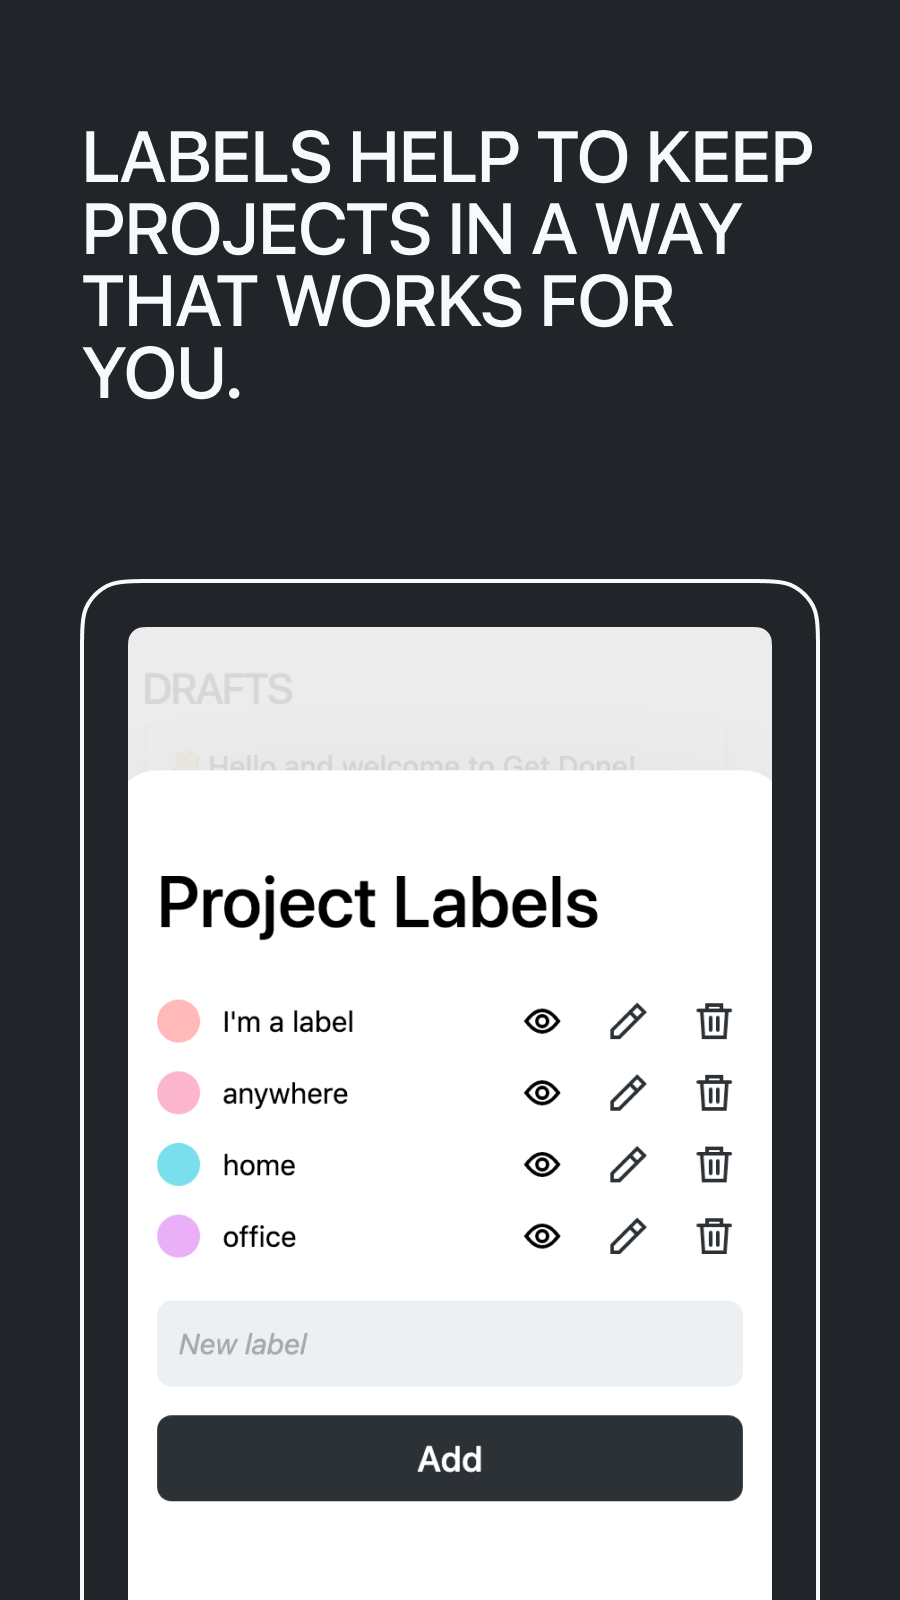 LABELS HELP TO KEEP
PROJECTS IN A WAY
THAT WORKS FOR
YOU.
DRAFTS
Hello and welcome to Get Done!
Project Labels
I'm a label
anywhere
home
office
New label
Add